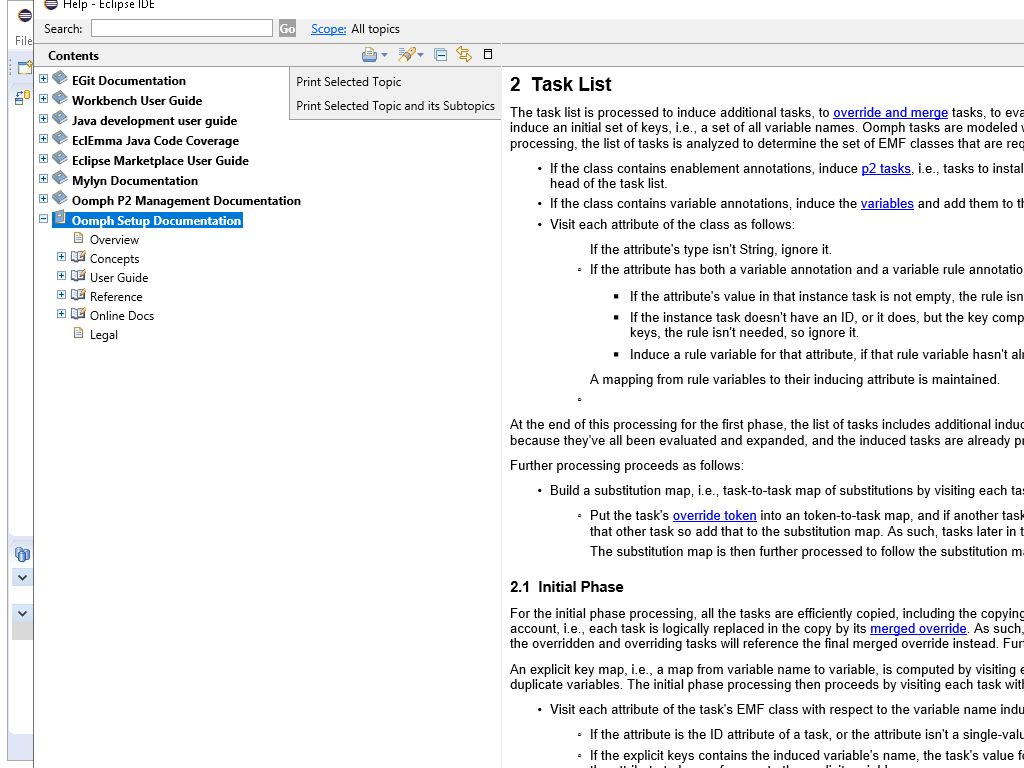 Help - Eclipse IDE
File
Search:
Go
Scope: All topics
Contents
Print Selected Topic
Print Selected Topic and its Subtopics
EGit Documentation
Workbench User Guide
Java development user guide
EclEmma Java Code Coverage
Eclipse Marketplace User Guide
Mylyn Documentation
Oomph P2 Management Documentation
Oomph Setup Documentation
Overview
Concepts
User Guide
Reference
Online Docs
Legal
2 Task List
The task list is processed to induce additional tasks, to override and merge tasks, to eva
induce an initial set of keys, i.e., a set of all variable names. Oomph tasks are modeled
processing, the list of tasks is analyzed to determine the set of EMF classes that are req
• If the class contains enablement annotations, induce p2 tasks, i.e., tasks to instal
head of the task list.
• If the class contains variable annotations, induce the variables and add them to th
• Visit each attribute of the class as follows:
If the attribute's type isn't String, ignore it.
◦ If the attribute has both a variable annotation and a variable rule annotatio
▪ If the attribute's value in that instance task is not empty, the rule isn
▪ If the instance task doesn't have an ID, or it does, but the key comp
keys, the rule isn't needed, so ignore it.
▪ Induce a rule variable for that attribute, if that rule variable hasn't alr
A mapping from rule variables to their inducing attribute is maintained.
◦
At the end of this processing for the first phase, the list of tasks includes additional induc
because they've all been evaluated and expanded, and the induced tasks are already pr
Further processing proceeds as follows:
• Build a substitution map, i.e., task-to-task map of substitutions by visiting each tas
◦ Put the task's override token into an token-to-task map, and if another task
that other task so add that to the substitution map. As such, tasks later in t
The substitution map is then further processed to follow the substitution ma
2.1 Initial Phase
For the initial phase processing, all the tasks are efficiently copied, including the copying
account, i.e., each task is logically replaced in the copy by its merged override. As such,
the overridden and overriding tasks will reference the final merged override instead. Furt
An explicit key map, i.e., a map from variable name to variable, is computed by visiting e
duplicate variables. The initial phase processing then proceeds by visiting each task with
• Visit each attribute of the task's EMF class with respect to the variable name indu
◦ If the attribute is the ID attribute of a task, or the attribute isn't a single-valu
◦ If the explicit keys contains the induced variable's name, the task's value fo